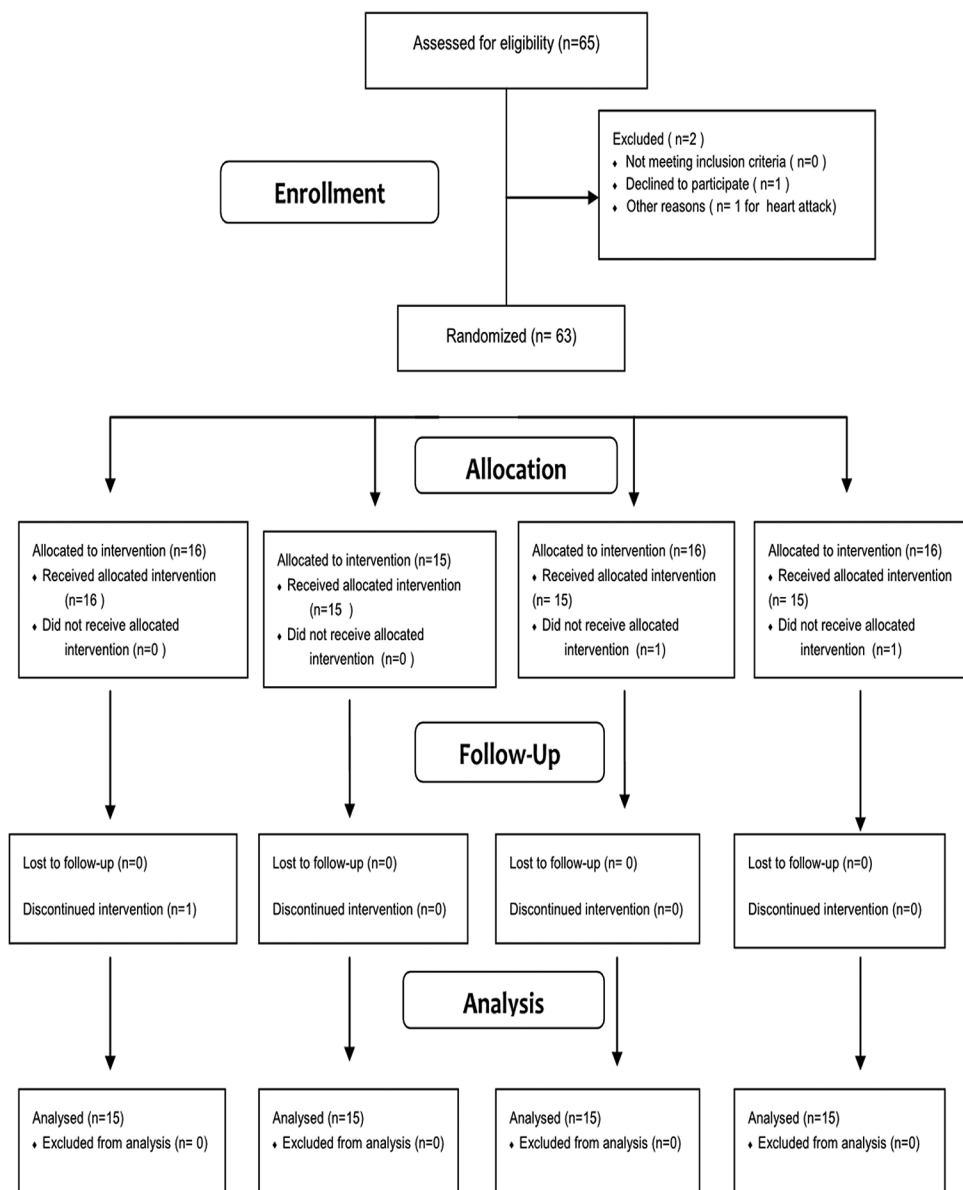 Assessed for eligibility (n=65)
Excluded ( n=2 )
♦ Not meeting inclusion criteria ( n=0 )
♦ Declined to participate ( n=1 )
♦ Other reasons ( n= 1 for heart attack)
Enrollment
Randomized (n= 63)
Allocation
Allocated to intervention (n=16)
♦ Received allocated intervention
(n=16 )
♦ Did not receive allocated
intervention (n=0 )
Allocated to intervention (n=15)
♦ Received allocated intervention
(n=15 )
♦ Did not receive allocated
intervention (n=0 )
Allocated to intervention (n=16)
♦ Received allocated intervention
(n= 15)
♦ Did not receive allocated
intervention (n=1)
Allocated to intervention (n=16)
♦ Received allocated intervention
(n= 15)
♦ Did not receive allocated
intervention (n=1)
Follow-Up
Lost to follow-up (n=0)
Discontinued intervention (n=1)
Lost to follow-up (n=0)
Discontinued intervention (n=0)
Lost to follow-up (n= 0)
Discontinued intervention (n=0)
Lost to follow-up (n=0)
Discontinued intervention (n=0)
Analysis
Analysed (n=15)
♦ Excluded from analysis (n= 0)
Analysed (n=15)
♦ Excluded from analysis (n=0)
Analysed (n=15)
♦ Excluded from analysis (n=0)
Analysed (n=15)
♦ Excluded from analysis (n=0)